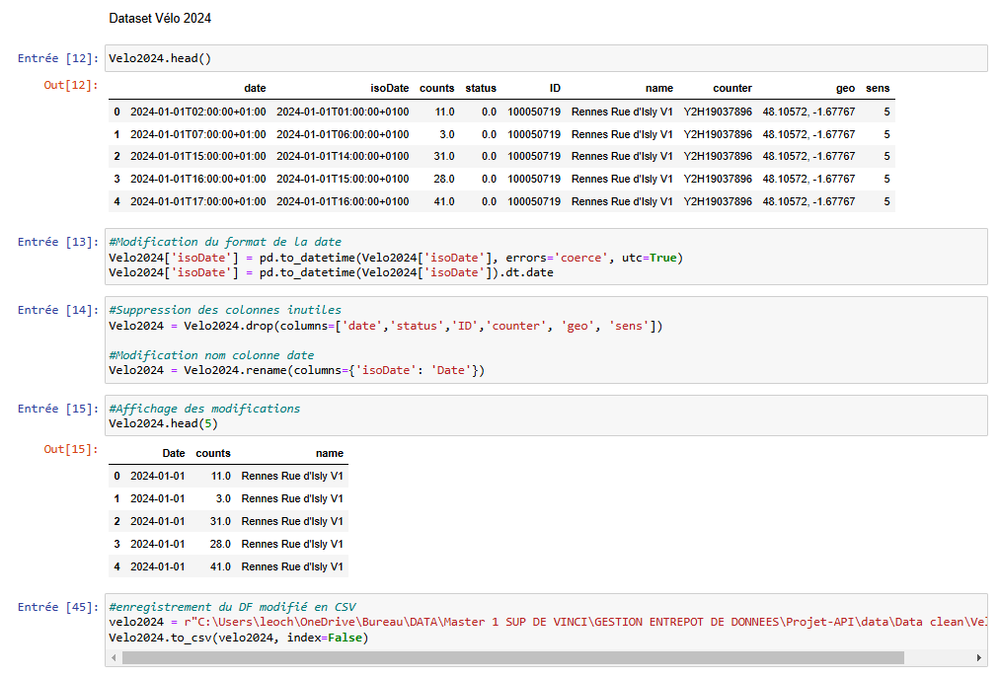 Dataset Vélo 2024
Entrée [12]: Velo2024.head()
Out[12]:
date isoDate counts status ID name counter geo sens
0 2024-01-01T02:00:00+01:00 2024-01-01T01:00:00+0100 11.0 0.0 100050719 Rennes Rue d'Isly V1 Y2H19037896 48.10572, -1.67767 5
1 2024-01-01T07:00:00+01:00 2024-01-01T06:00:00+0100 3.0 0.0 100050719 Rennes Rue d'Isly V1 Y2H19037896 48.10572, -1.67767 5
2 2024-01-01T15:00:00+01:00 2024-01-01T14:00:00+0100 31.0 0.0 100050719 Rennes Rue d'Isly V1 Y2H19037896 48.10572, -1.67767 5
3 2024-01-01T16:00:00+01:00 2024-01-01T15:00:00+0100 28.0 0.0 100050719 Rennes Rue d'Isly V1 Y2H19037896 48.10572, -1.67767 5
4 2024-01-01T17:00:00+01:00 2024-01-01T16:00:00+0100 41.0 0.0 100050719 Rennes Rue d'Isly V1 Y2H19037896 48.10572, -1.67767 5
Entrée [13]: #Modification du format de la date
Velo2024['isoDate'] = pd.to_datetime(Velo2024['isoDate'], errors='coerce', utc=True)
Velo2024['isoDate'] = pd.to_datetime(Velo2024['isoDate']).dt.date
Entrée [14]: #Suppression des colonnes inutiles
Velo2024 = Velo2024.drop(columns=['date','status','ID','counter', 'geo', 'sens'])
#Modification nom colonne date
Velo2024 = Velo2024.rename(columns={'isoDate': 'Date'})
Entrée [15]: #Affichage des modifications
Velo2024.head(5)
Out[15]:
Date counts name
0 2024-01-01 11.0 Rennes Rue d'Isly V1
1 2024-01-01 3.0 Rennes Rue d'Isly V1
2 2024-01-01 31.0 Rennes Rue d'Isly V1
3 2024-01-01 28.0 Rennes Rue d'Isly V1
4 2024-01-01 41.0 Rennes Rue d'Isly V1
Entrée [45]: #enregistrement du DF modifié en CSV
velo2024 = r"C:\Users\leoch\OneDrive\Bureau\DATA\Master 1 SUP DE VINCI\GESTION ENTREPOT DE DONNEES\Projet-API\data\Data clean\Vel
Velo2024.to_csv(velo2024, index=False)